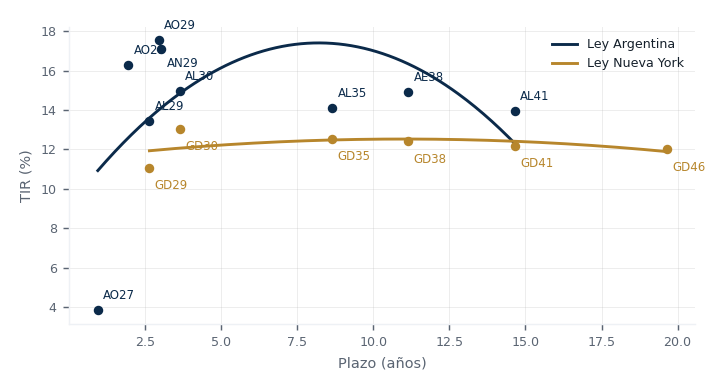 18
16
14
12
10
8
6
4
TIR (%)
AO29
AN29
AL30
AL29
AL35
AE38
AL41
AO27
GD30
GD29
GD35
GD38
GD41
GD46
Ley Argentina
Ley Nueva York
2.5
5.0
7.5
10.0
12.5
15.0
17.5
20.0
Plazo (años)